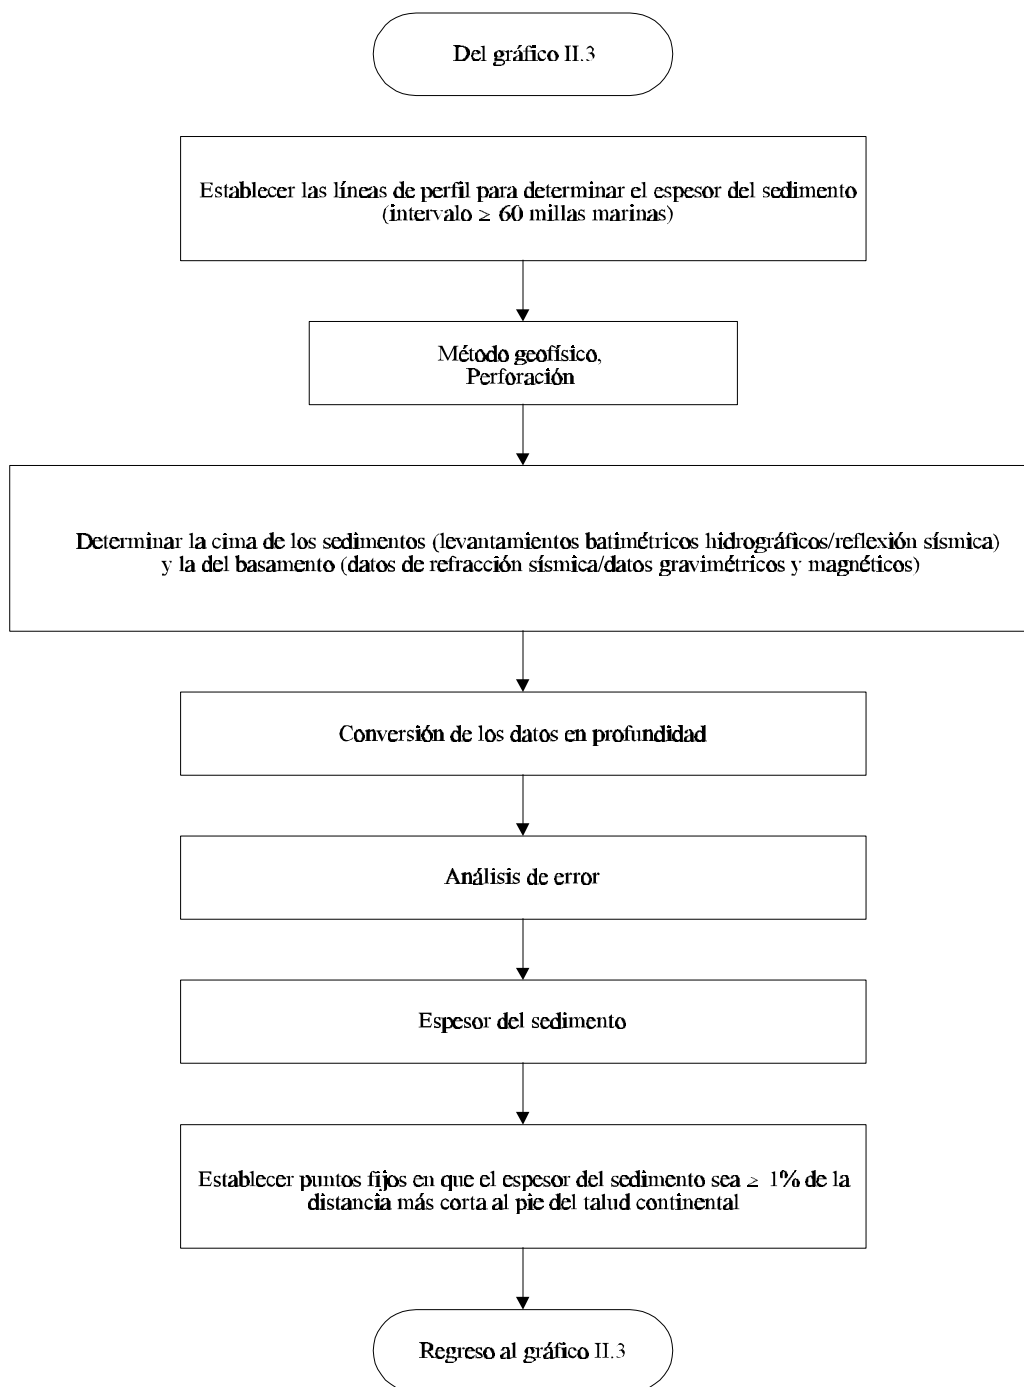 Del gráfico II.3
Establecer las líneas de perfil para determinar el espesor del sedimento
(intervalo ≥ 60 millas marinas)
Método geofísico,
Perforación
Determinar la cima de los sedimentos (levantamientos batimétricos hidrográficos/reflexión sísmica)
y la del basamento (datos de refracción sísmica/datos gravimétricos y magnéticos)
Conversión de los datos en profundidad
Análisis de error
Espesor del sedimento
Establecer puntos fijos en que el espesor del sedimento sea ≥ 1% de la
distancia más corta al pie del talud continental
Regreso al gráfico II.3